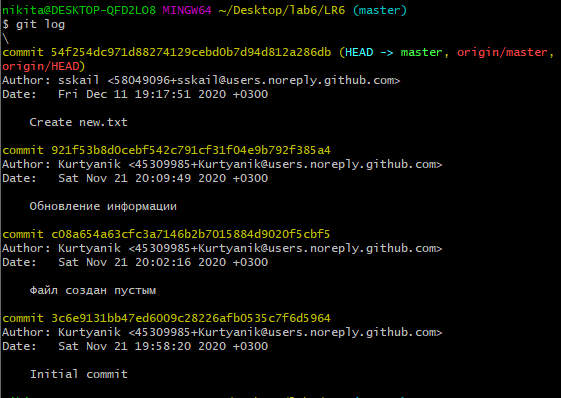 nikita@DESKTOP-QFD2LO8 MINGW64 ~/Desktop/lab6/LR6 (master)
$ git log
\
commit 54f254dc971d88274129cebd0b7d94d812a286db (HEAD -> master, origin/master,
origin/HEAD)
Author: sskail <58049096+sskail@users.noreply.github.com>
Date:   Fri Dec 11 19:17:51 2020 +0300
    Create new.txt
commit 921f53b8d0cebf542c791cf31f04e9b792f385a4
Author: Kurtyanik <45309985+Kurtyanik@users.noreply.github.com>
Date:   Sat Nov 21 20:09:49 2020 +0300
    Обновление информации
commit c08a654a63cfc3a7146b2b7015884d9020f5cbf5
Author: Kurtyanik <45309985+Kurtyanik@users.noreply.github.com>
Date:   Sat Nov 21 20:02:16 2020 +0300
    Файл создан пустым
commit 3c6e9131bb47ed6009c28226afb0535c7f6d5964
Author: Kurtyanik <45309985+Kurtyanik@users.noreply.github.com>
Date:   Sat Nov 21 19:58:20 2020 +0300
    Initial commit